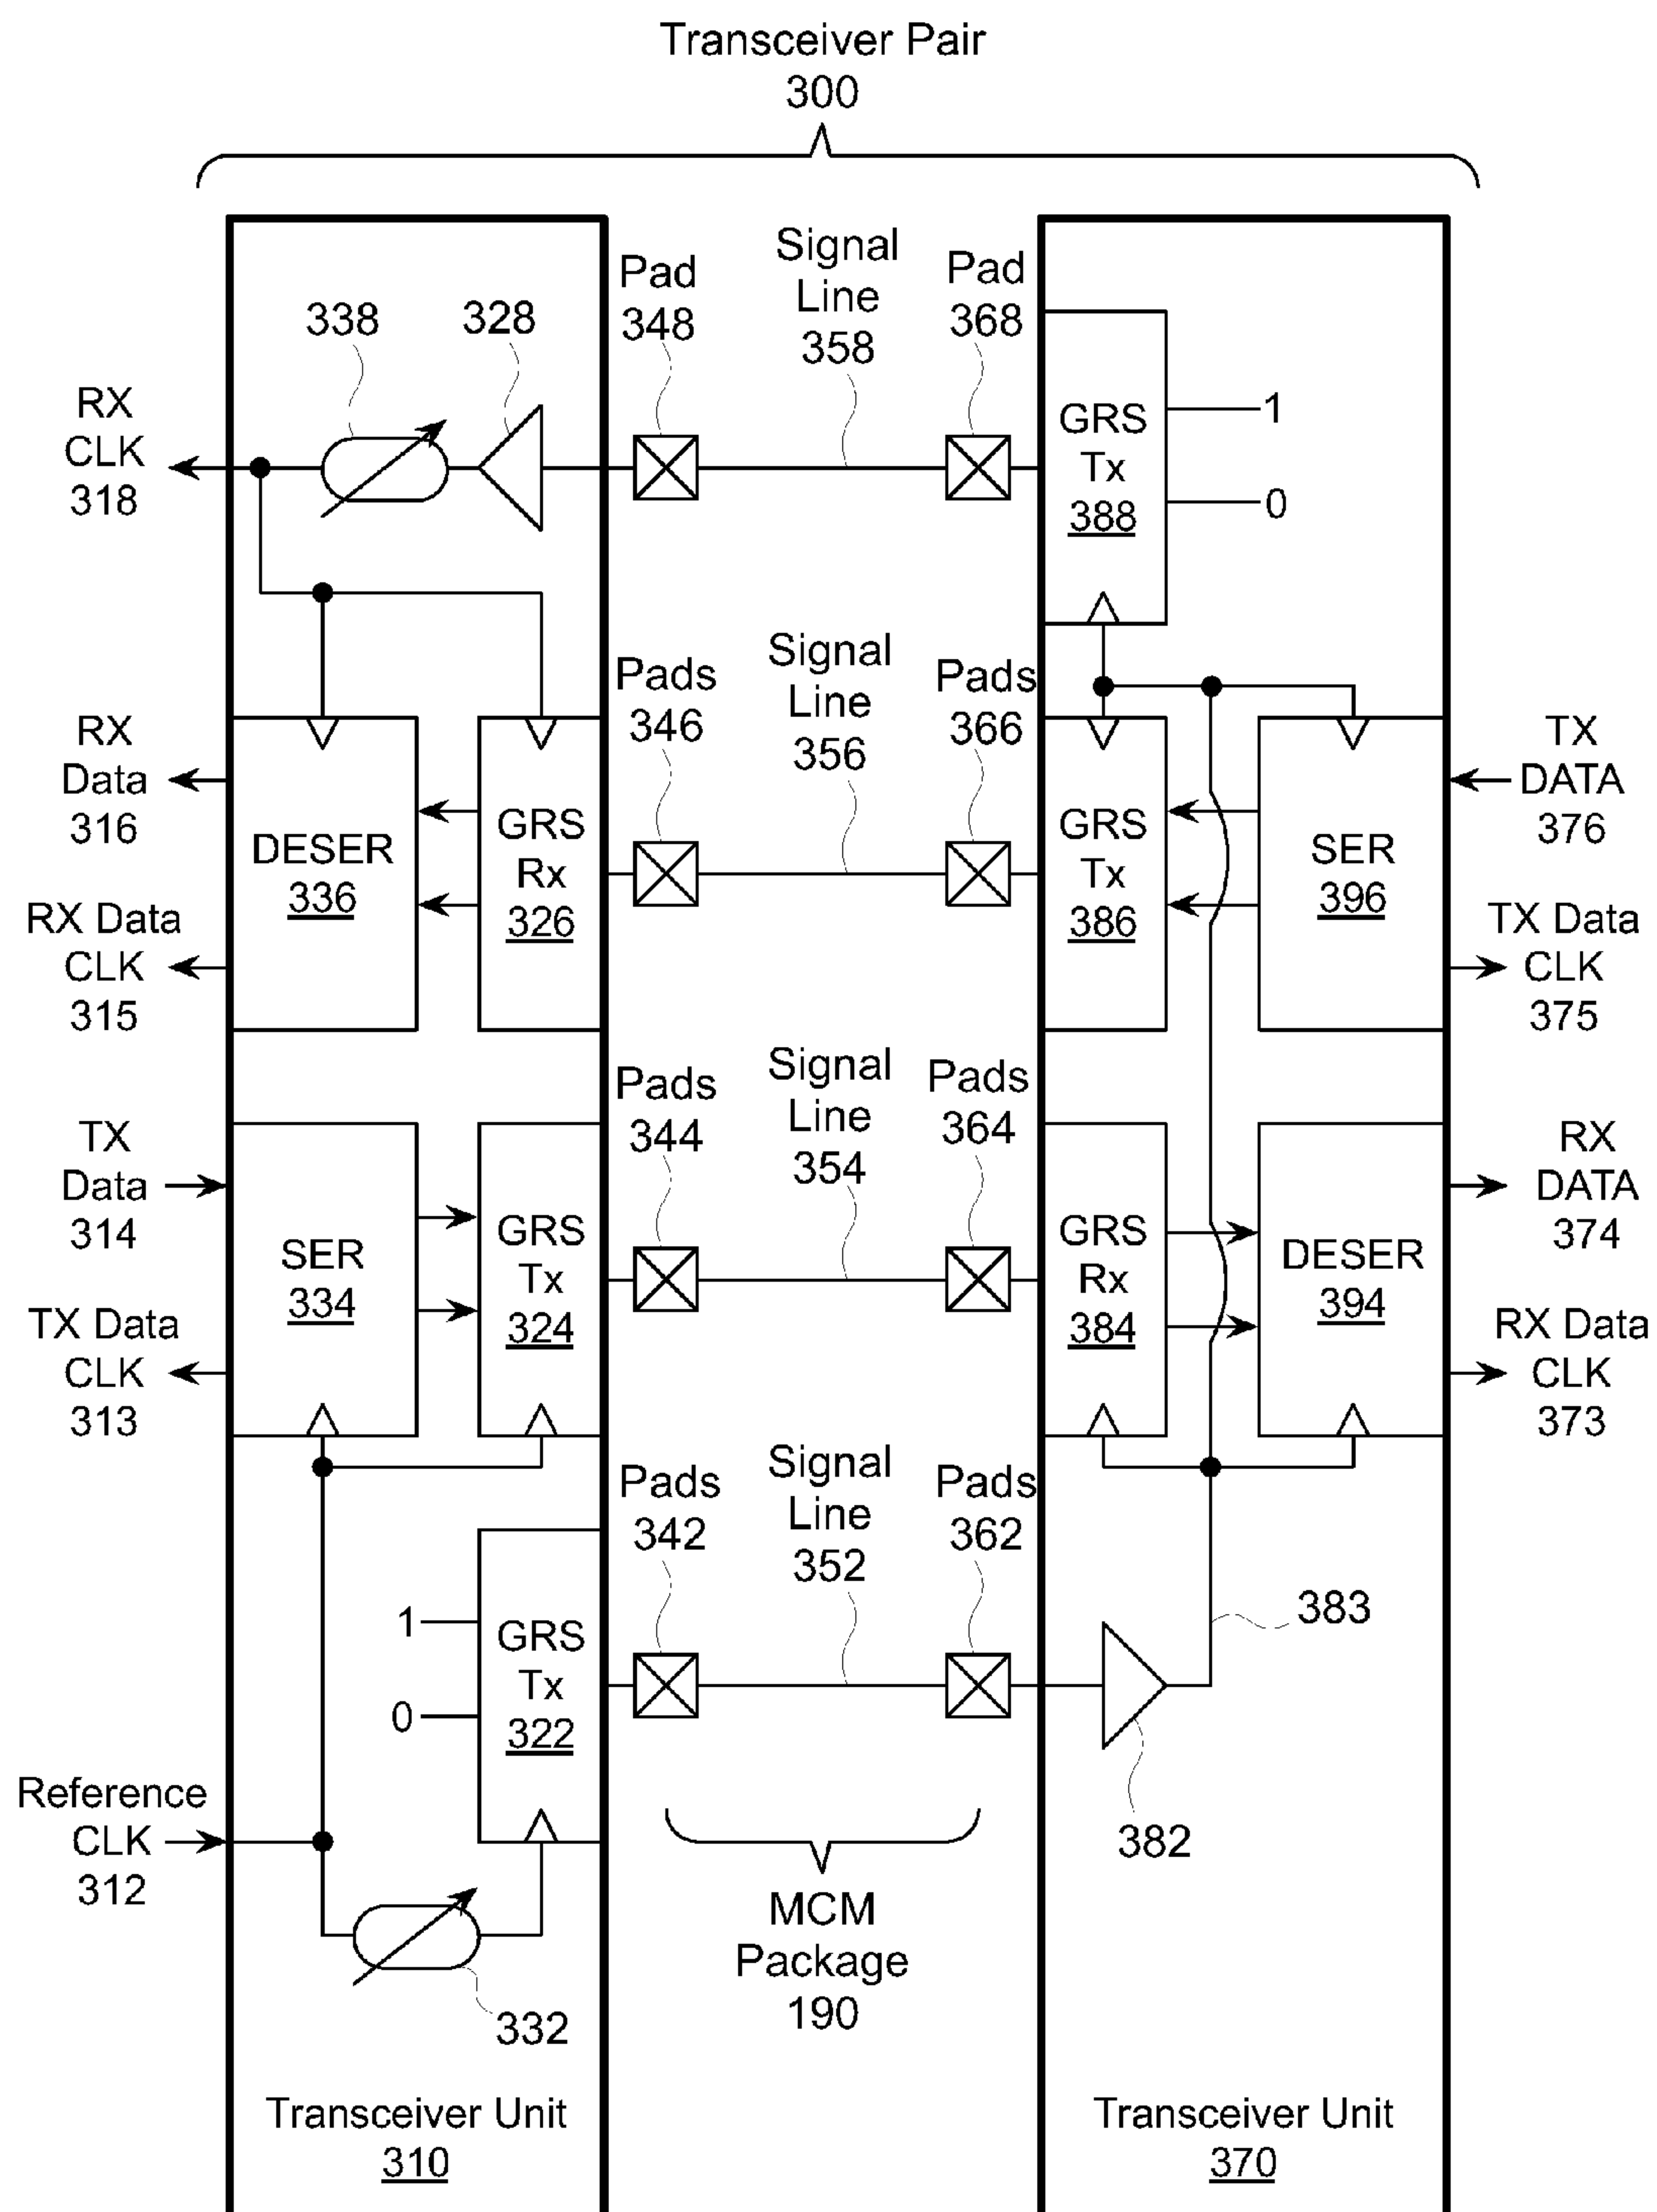 Transceiver Pair
300
338
328
Pad
348
Signal
Line
358
Pad
368
RX
CLK
318
GRS
Tx
388
1
0
Pads
346
Signal
Line
356
Pads
366
RX
Data
316
RX Data
CLK
315
DESER
336
GRS
Rx
326
GRS
Tx
386
SER
396
TX
DATA
376
TX Data
CLK
375
Pads
344
Signal
Line
354
Pads
364
TX
Data
314
TX Data
CLK
313
SER
334
GRS
Tx
324
GRS
Rx
384
DESER
394
RX
DATA
374
RX Data
CLK
373
Pads
342
Signal
Line
352
Pads
362
1
0
GRS
Tx
322
383
382
Reference
CLK
312
332
MCM
Package
190
Transceiver Unit
310
Transceiver Unit
370